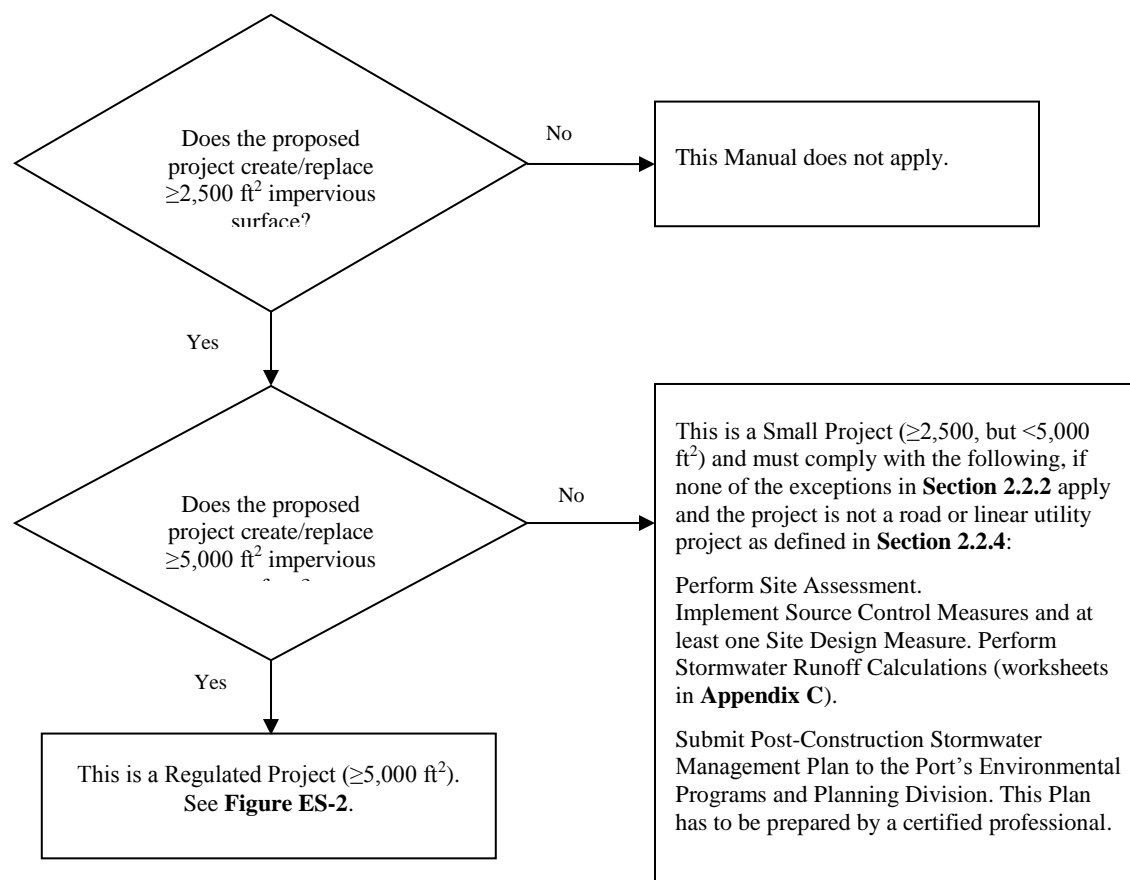 Does the proposed
project create/replace
≥2,500 ft² impervious
surface?
No
This Manual does not apply.
Yes
Does the proposed
project create/replace
≥5,000 ft² impervious
No
This is a Small Project (≥2,500, but <5,000
ft²) and must comply with the following, if
none of the exceptions in Section 2.2.2 apply
and the project is not a road or linear utility
project as defined in Section 2.2.4:
Perform Site Assessment.
Implement Source Control Measures and at
least one Site Design Measure. Perform
Stormwater Runoff Calculations (worksheets
in Appendix C).
Submit Post-Construction Stormwater
Management Plan to the Port’s Environmental
Programs and Planning Division. This Plan
has to be prepared by a certified professional.
Yes
This is a Regulated Project (≥5,000 ft²).
See Figure ES-2.